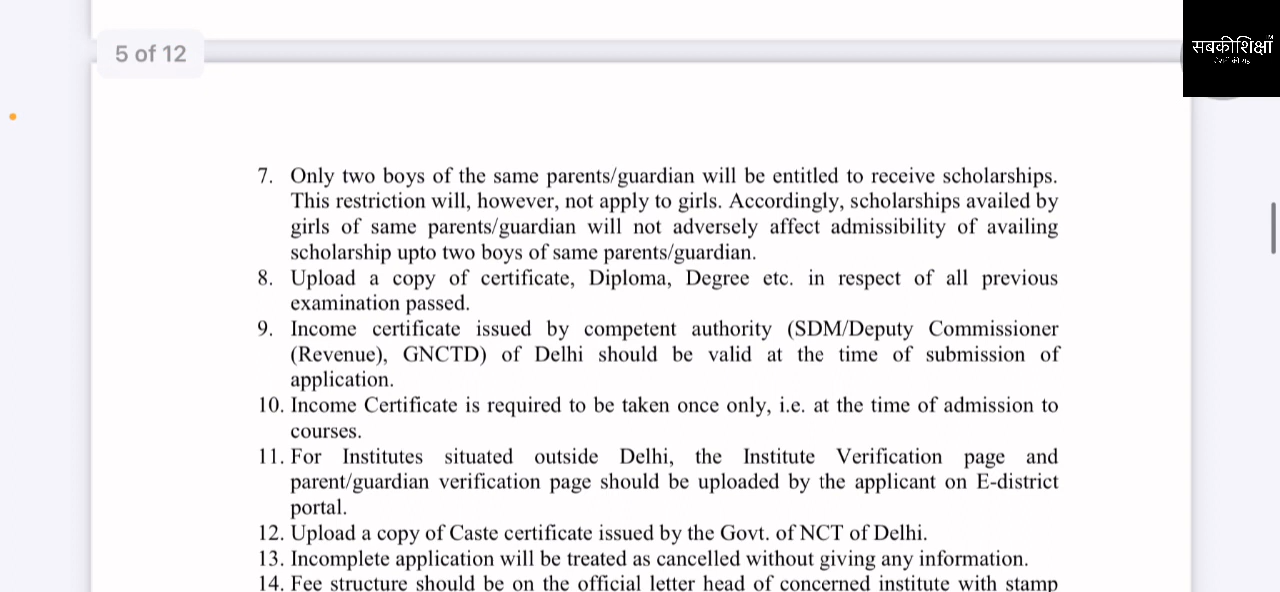 5 of 12
सबकीशिक्षा
7. Only two boys of the same parents/guardian will be entitled to receive scholarships.
This restriction will, however, not apply to girls. Accordingly, scholarships availed by
girls of same parents/guardian will not adversely affect admissibility of availing
scholarship upto two boys of same parents/guardian.
8. Upload a copy of certificate, Diploma, Degree etc. in respect of all previous
examination passed.
9. Income certificate issued by competent authority (SDM/Deputy Commissioner
(Revenue), GNCTD) of Delhi should be valid at the time of submission of
application.
10. Income Certificate is required to be taken once only, i.e. at the time of admission to
courses.
11. For Institutes situated outside Delhi, the Institute Verification page and
parent/guardian verification page should be uploaded by the applicant on E-district
portal.
12. Upload a copy of Caste certificate issued by the Govt. of NCT of Delhi.
13. Incomplete application will be treated as cancelled without giving any information.
14. Fee structure should be on the official letter head of concerned institute with stamp